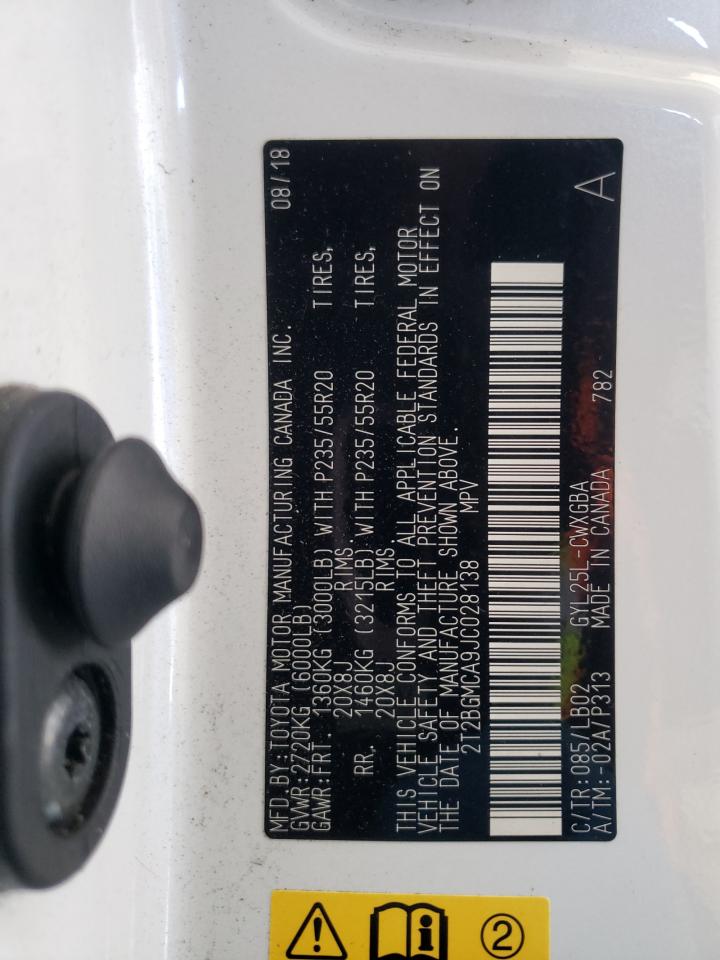 MFD.BY:TOYOTA MOTOR MANUFACTURING CANADA INC. 08/18
GVWR:2720KG (6000LB)
GAWR:FRT. 1360KG (3000LB) WITH P235/55R20 TIRES,
20X8J RIMS
RR. 1460KG (3215LB) WITH P235/55R20 TIRES,
20X8J RIMS
THIS VEHICLE CONFORMS TO ALL APPLICABLE FEDERAL MOTOR
VEHICLE SAFETY AND THEFT PREVENTION STANDARDS IN EFFECT ON
THE DATE OF MANUFACTURE SHOWN ABOVE.
2T2BGMCA9JC028138 MPV
C/TR:085/LB02 GYL25L-CWXGBA A
A/TM:-02A/P313 MADE IN CANADA 782
2